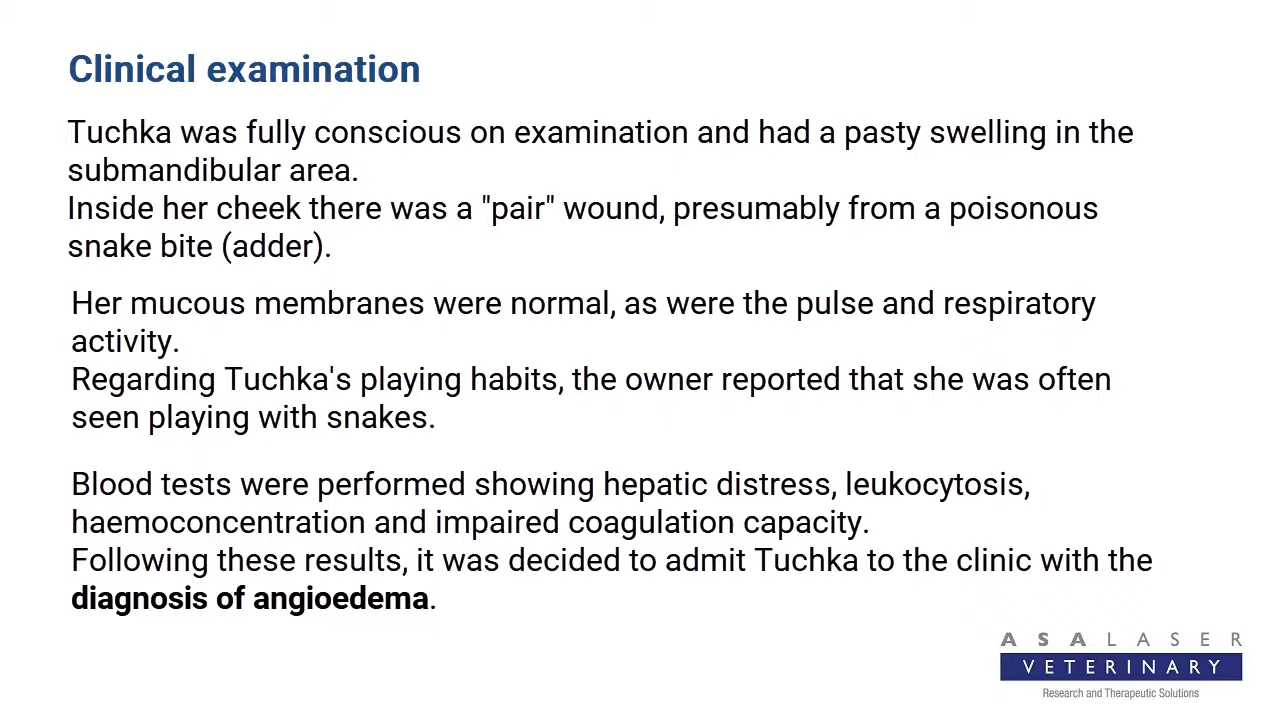 Clinical examination
Tuchka was fully conscious on examination and had a pasty swelling in the
submandibular area.
Inside her cheek there was a "pair" wound, presumably from a poisonous
snake bite (adder).
Her mucous membranes were normal, as were the pulse and respiratory
activity.
Regarding Tuchka's playing habits, the owner reported that she was often
seen playing with snakes.
Blood tests were performed showing hepatic distress, leukocytosis,
haemoconcentration and impaired coagulation capacity.
Following these results, it was decided to admit Tuchka to the clinic with the
diagnosis of angioedema.
ASALASER
VETERINARY
Research and Therapeutic Solutions